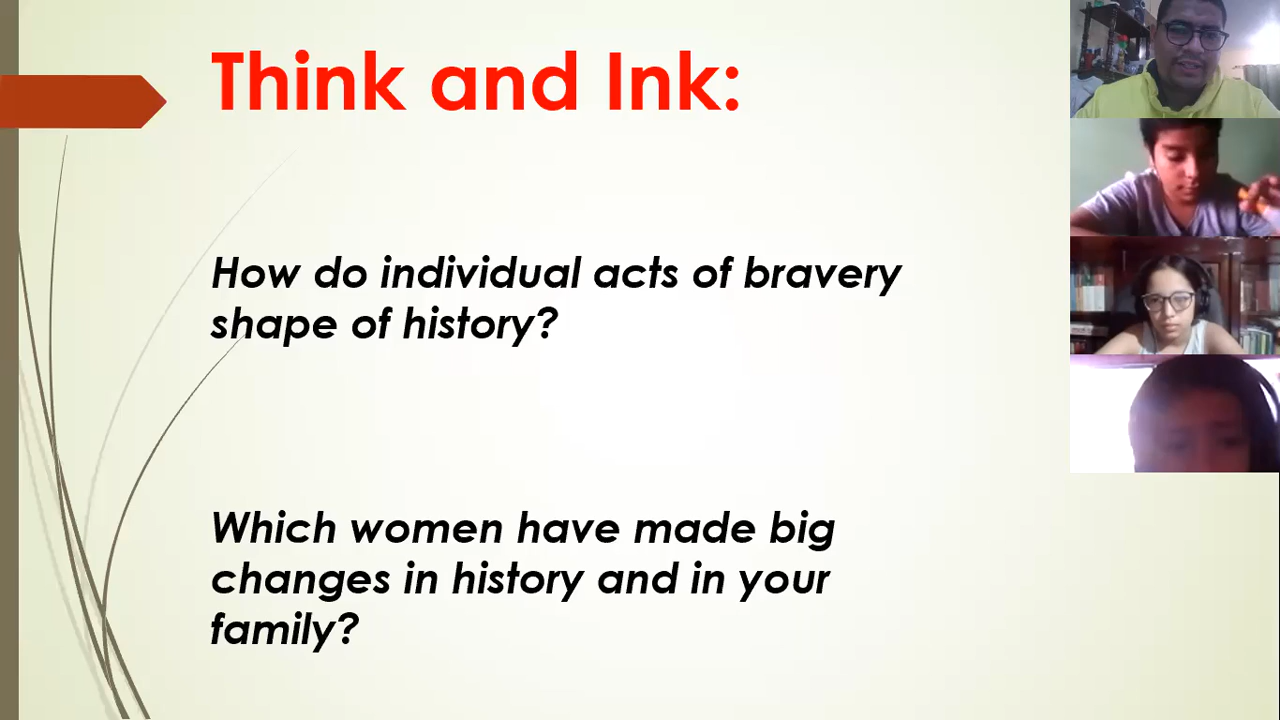 Think and Ink:
How do individual acts of bravery
shape of history?
Which women have made big
changes in history and in your
family?